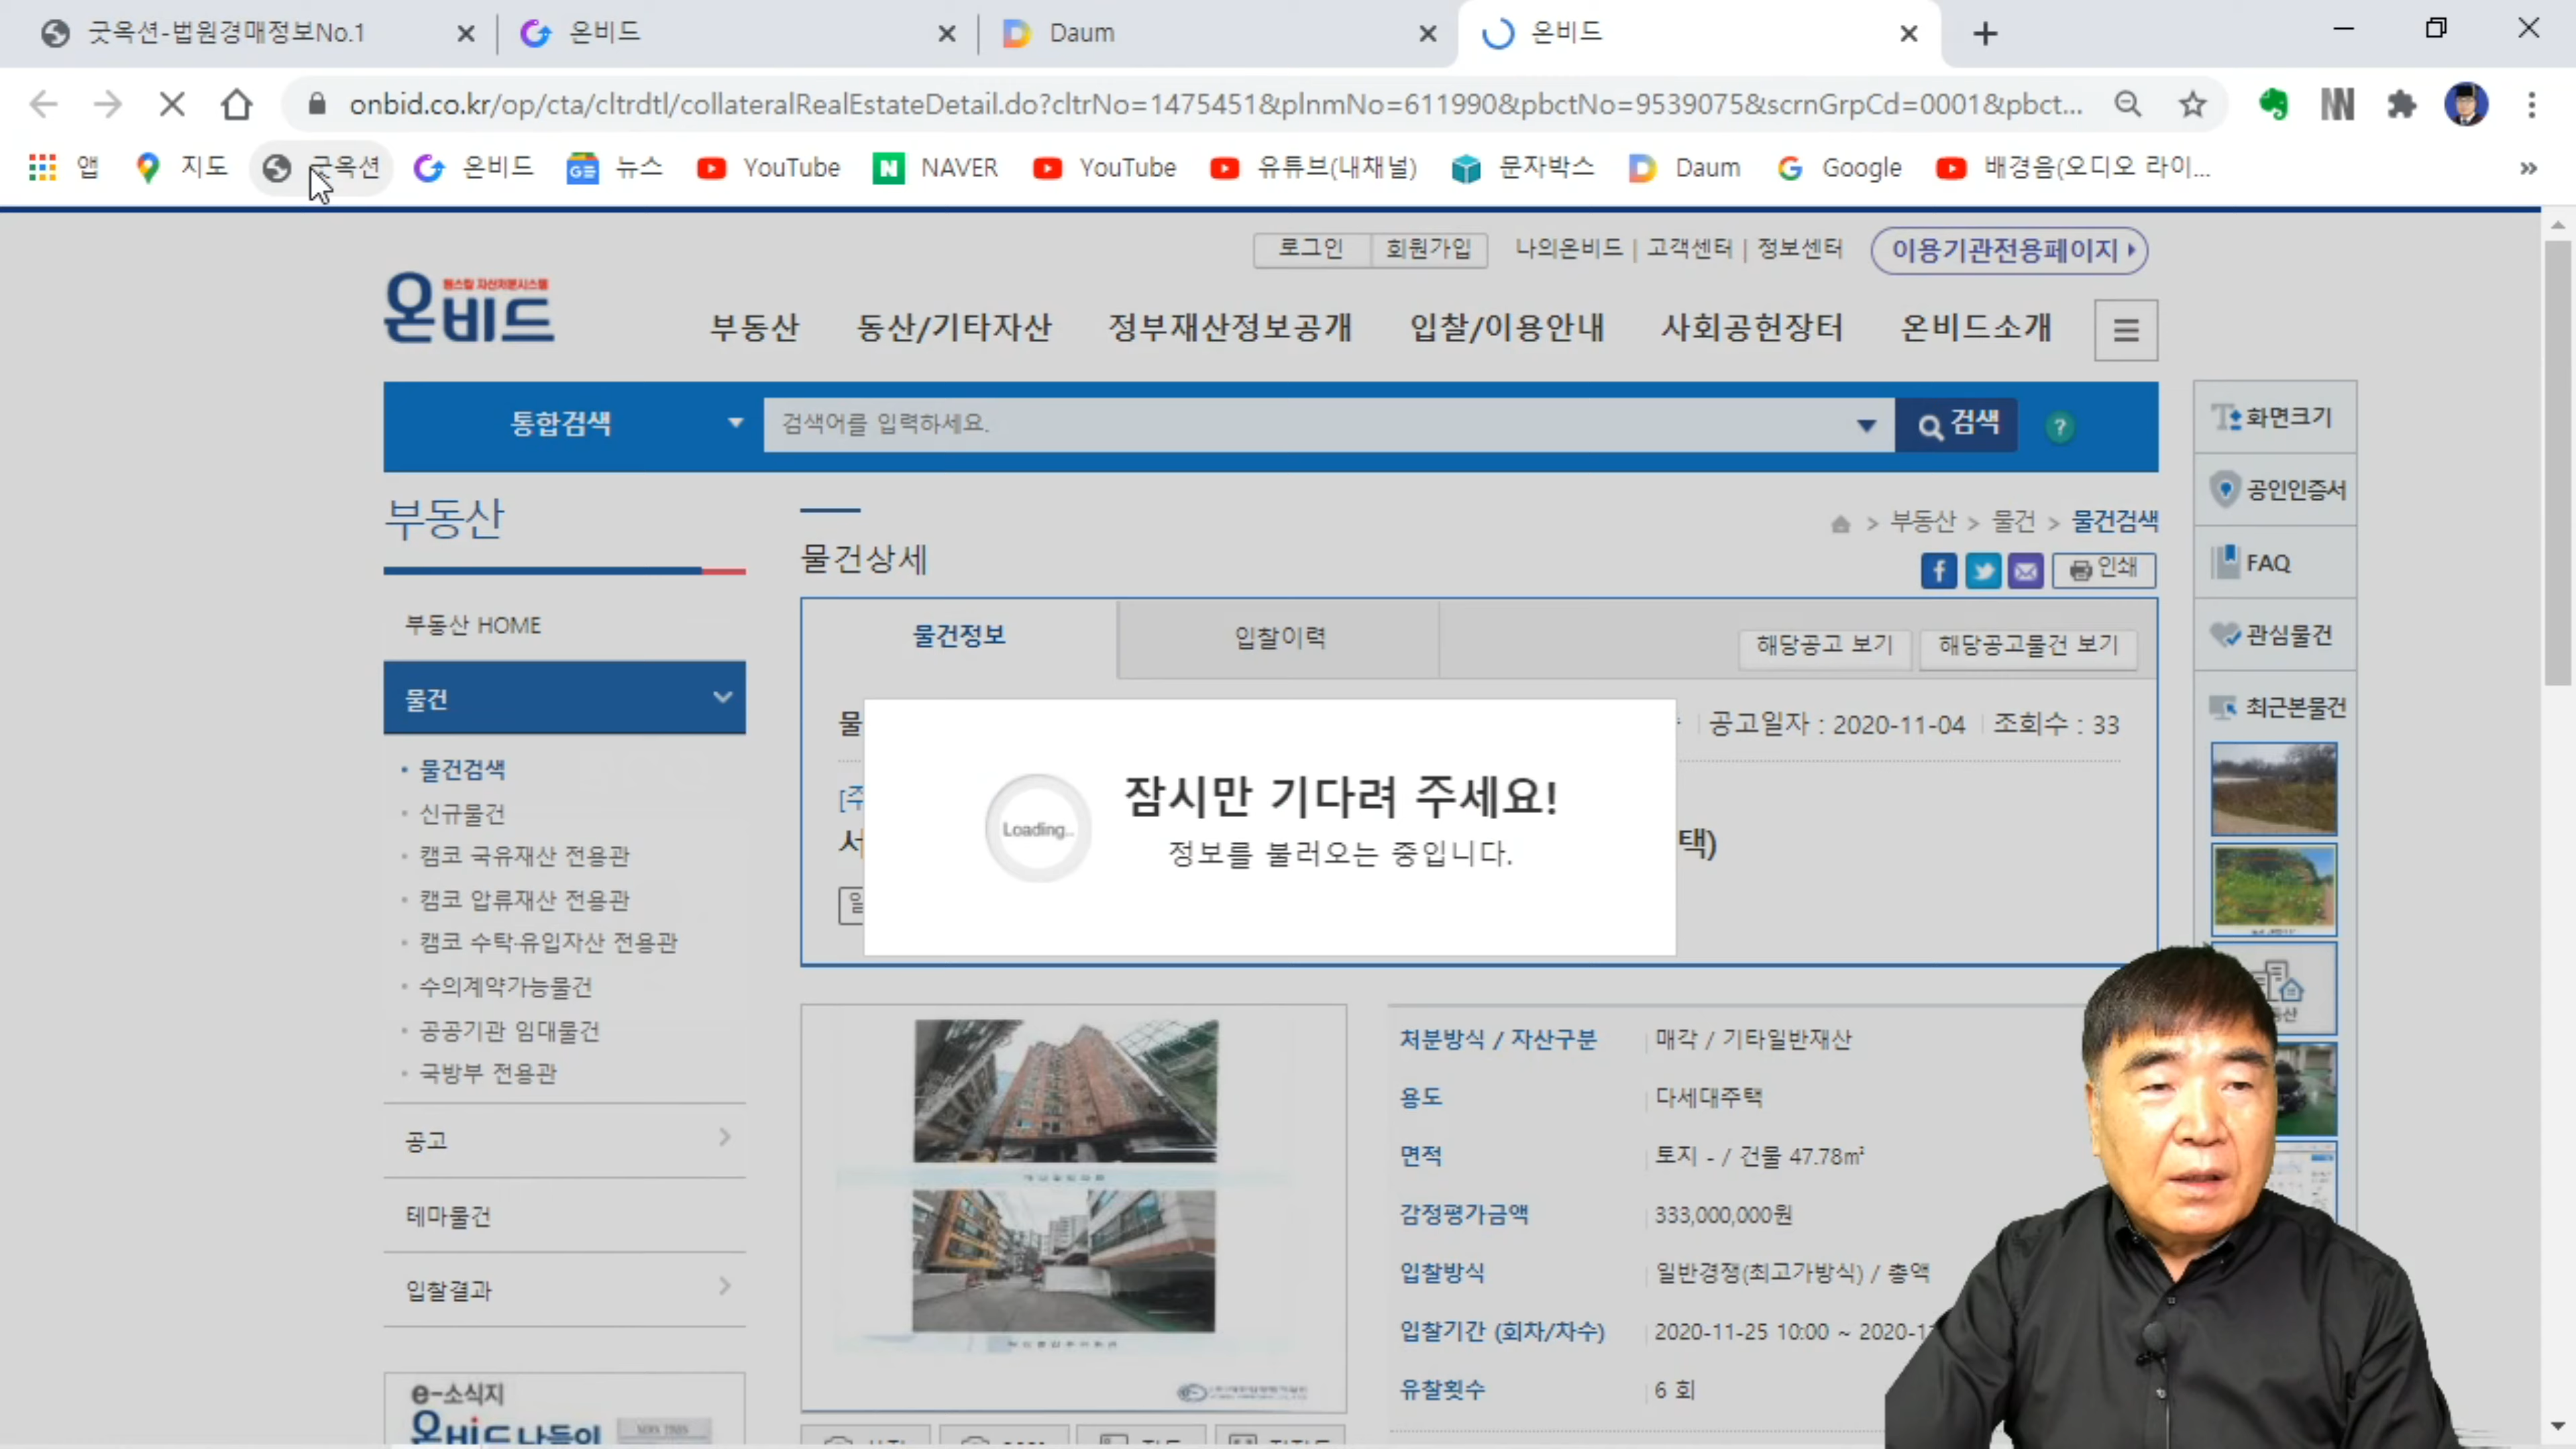 굿옥션-법원경매정보No.1
온비드
Daum
온비드
onbid.co.kr/op/cta/cltrdtl/collateralRealEstateDetail.do?cltrNo=1475451&plnmNo=611990&pbctNo=9539075&scrnGrpCd=0001&pbct...
앱 지도 굿옥션 온비드 뉴스 YouTube NAVER YouTube 유튜브(내채널) 문자박스 Daum Google 배경음(오디오 라이... »
로그인 회원가입 나의온비드 | 고객센터 | 정보센터 이용기관전용페이지
온비드
부동산 동산/기타자산 정부재산정보공개 입찰/이용안내 사회공헌장터 온비드소개
통합검색 검색어를 입력하세요. 검색 ?
화면크기
공인인증서
FAQ
관심물건
최근본물건
부동산
부동산 HOME
물건
물건검색
신규물건
캠코 국유재산 전용관
캠코 압류재산 전용관
캠코 수탁·유입자산 전용관
수의계약가능물건
공공기관 임대물건
국방부 전용관
공고
테마물건
입찰결과
e-소식지
온비드 나들이
> 부동산 > 물건 > 물건검색
물건상세
인쇄
물건정보 입찰이력 해당공고 보기 해당공고물건 보기
공고일자 : 2020-11-04 조회수 : 33
택)
Loading..
잠시만 기다려 주세요!
정보를 불러오는 중입니다.
처분방식 / 자산구분 매각 / 기타일반재산
용도 다세대주택
면적 토지 - / 건물 47.78㎡
감정평가금액 333,000,000원
입찰방식 일반경쟁(최고가방식) / 총액
입찰기간 (회차/차수) 2020-11-25 10:00 ~ 2020-1
유찰횟수 6 회